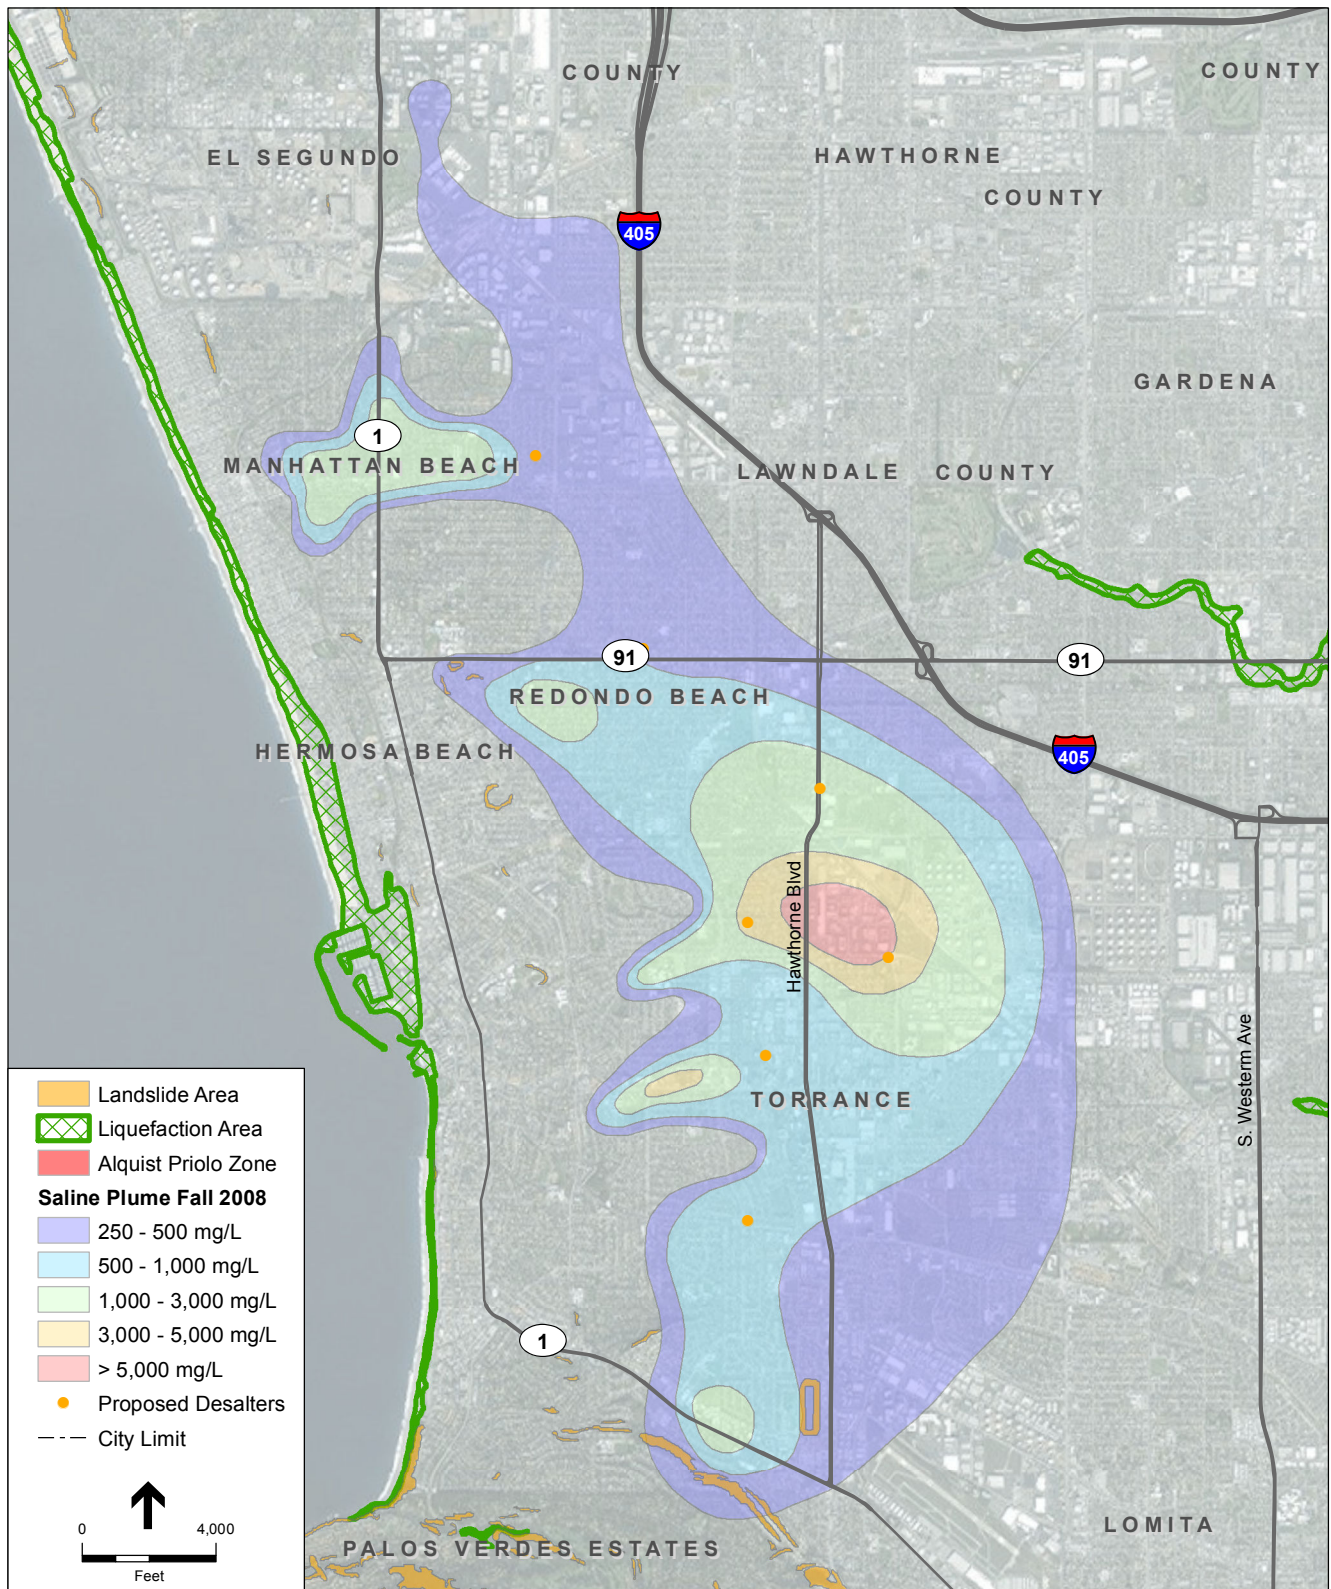 COUNTY
COUNTY
EL SEGUNDO
HAWTHORNE
COUNTY
405
GARDENA
1
MANHATTAN BEACH
LAWNDALE
COUNTY
91
91
REDONDO BEACH
HERMOSA BEACH
405
Hawthorne Blvd
S. Western Ave
TORRANCE
1
LOMITA
PALOS VERDES ESTATES
Landslide Area
Liquefaction Area
Alquist Priolo Zone
Saline Plume Fall 2008
250 - 500 mg/L
500 - 1,000 mg/L
1,000 - 3,000 mg/L
3,000 - 5,000 mg/L
> 5,000 mg/L
Proposed Desalters
City Limit
0 4,000
Feet